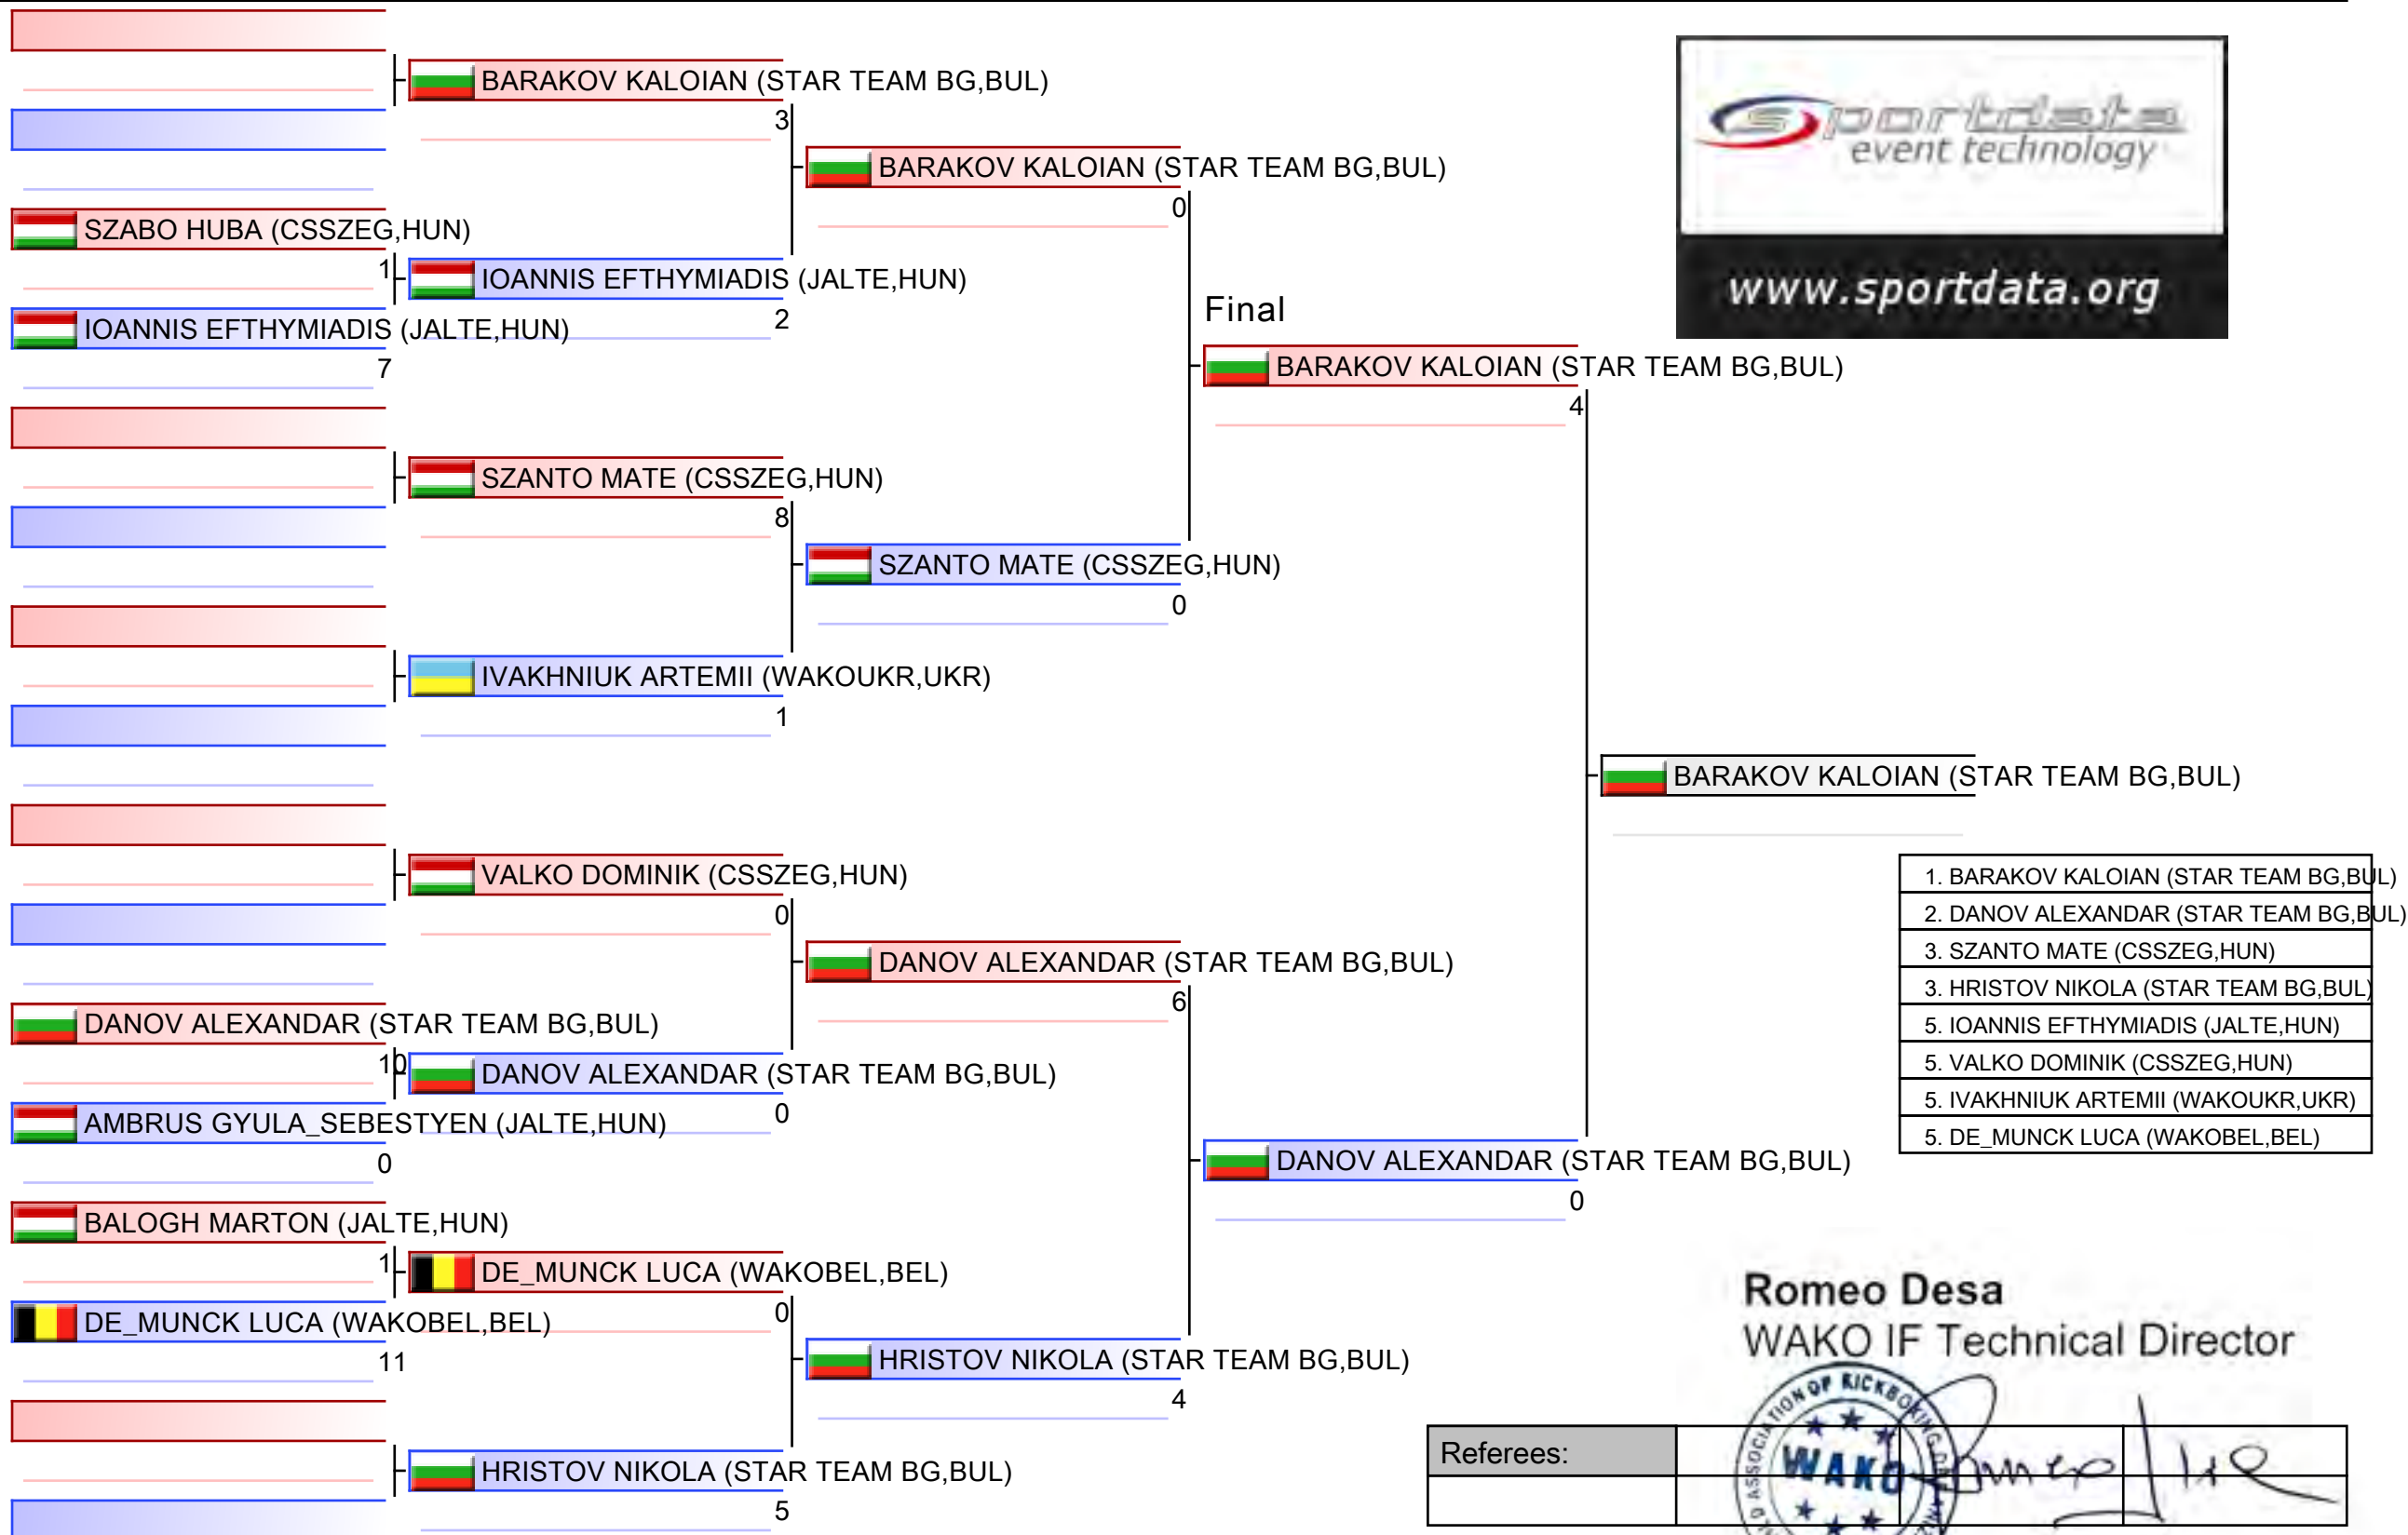 BARAKOV KALOIAN (STAR TEAM BG,BUL)
3
SZABO HUBA (CSSZEG,HUN)
1
IOANNIS EFTHYMIADIS (JALTE,HUN)
7
IOANNIS EFTHYMIADIS (JALTE,HUN)
2
BARAKOV KALOIAN (STAR TEAM BG,BUL)
0
SZANTO MATE (CSSZEG,HUN)
8
IVAKHNIUK ARTEMII (WAKOUKR,UKR)
1
SZANTO MATE (CSSZEG,HUN)
0
Final
BARAKOV KALOIAN (STAR TEAM BG,BUL)
4
VALKO DOMINIK (CSSZEG,HUN)
0
DANOV ALEXANDAR (STAR TEAM BG,BUL)
10
AMBRUS GYULA_SEBESTYEN (JALTE,HUN)
0
DANOV ALEXANDAR (STAR TEAM BG,BUL)
0
DANOV ALEXANDAR (STAR TEAM BG,BUL)
6
BALOGH MARTON (JALTE,HUN)
1
DE_MUNCK LUCA (WAKOBEL,BEL)
11
DE_MUNCK LUCA (WAKOBEL,BEL)
0
HRISTOV NIKOLA (STAR TEAM BG,BUL)
5
HRISTOV NIKOLA (STAR TEAM BG,BUL)
4
DANOV ALEXANDAR (STAR TEAM BG,BUL)
0
BARAKOV KALOIAN (STAR TEAM BG,BUL)
sportdata
event technology
www.sportdata.org
1. BARAKOV KALOIAN (STAR TEAM BG,BUL)
2. DANOV ALEXANDAR (STAR TEAM BG,BUL)
3. SZANTO MATE (CSSZEG,HUN)
3. HRISTOV NIKOLA (STAR TEAM BG,BUL)
5. IOANNIS EFTHYMIADIS (JALTE,HUN)
5. VALKO DOMINIK (CSSZEG,HUN)
5. IVAKHNIUK ARTEMII (WAKOUKR,UKR)
5. DE_MUNCK LUCA (WAKOBEL,BEL)
Romeo Desa
WAKO IF Technical Director
Referees:
ASSOCIATION OF KICKBOXING
WAKO